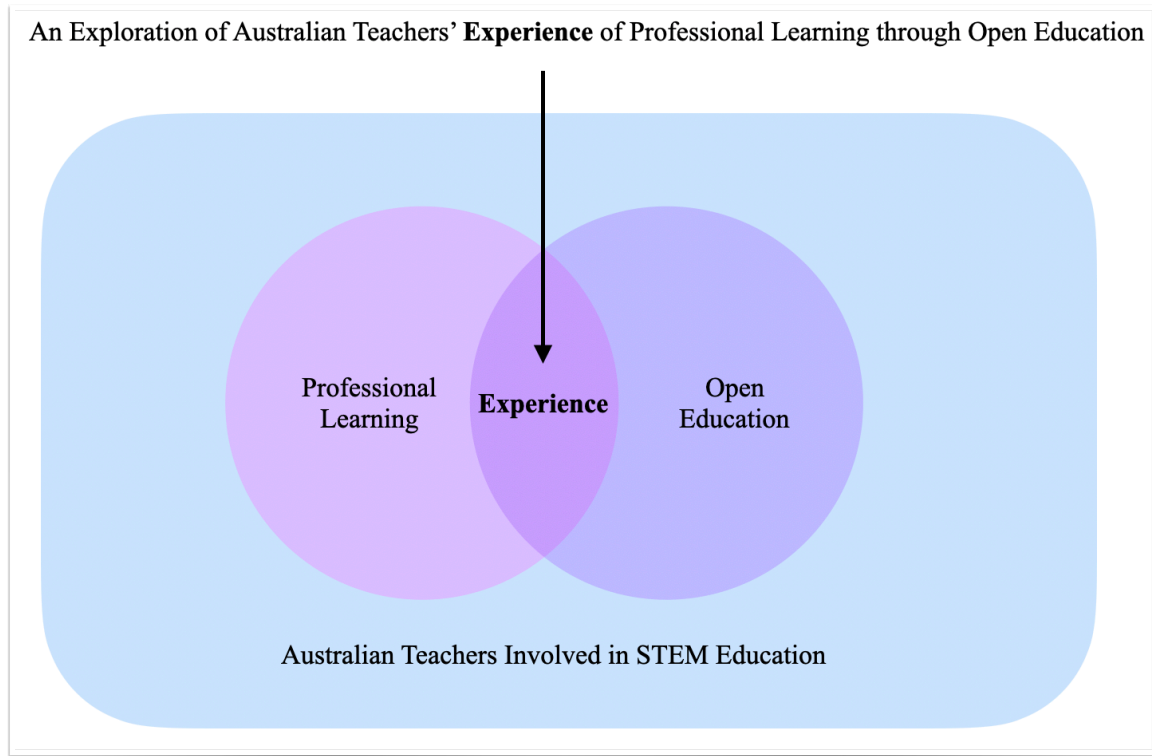 An Exploration of Australian Teachers’ Experience of Professional Learning through Open Education
Professional
Learning
Experience
Open
Education
Australian Teachers Involved in STEM Education